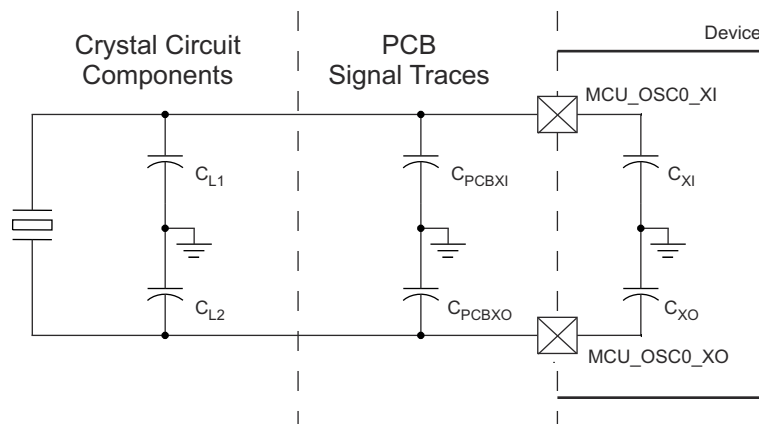 Crystal Circuit
Components
PCB
Signal Traces
Device
MCU_OSC0_XI
CL1
CPCBXI
CXI
CL2
CPCBXO
CXO
MCU_OSC0_XO